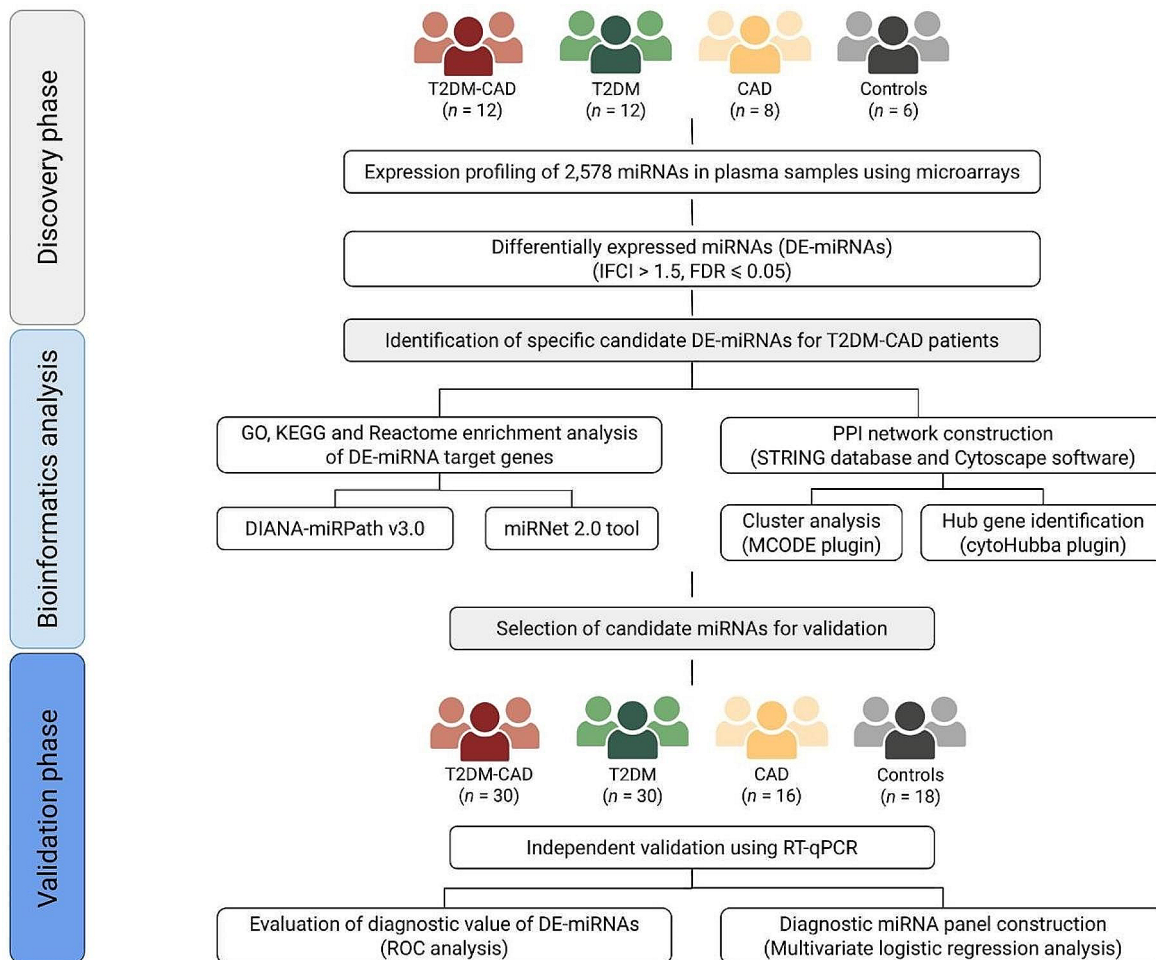 Discovery phase
T2DM-CAD
(n = 12)
T2DM
(n = 12)
CAD
(n = 8)
Controls
(n = 6)
Expression profiling of 2,578 miRNAs in plasma samples using microarrays
Differentially expressed miRNAs (DE-miRNAs)
(IFCI > 1.5, FDR ⩽ 0.05)
Identification of specific candidate DE-miRNAs for T2DM-CAD patients
Bioinformatics analysis
GO, KEGG and Reactome enrichment analysis
of DE-miRNA target genes
DIANA-miRPath v3.0
miRNet 2.0 tool
PPI network construction
(STRING database and Cytoscape software)
Cluster analysis
(MCODE plugin)
Hub gene identification
(cytoHubba plugin)
Selection of candidate miRNAs for validation
Validation phase
T2DM-CAD
(n = 30)
T2DM
(n = 30)
CAD
(n = 16)
Controls
(n = 18)
Independent validation using RT-qPCR
Evaluation of diagnostic value of DE-miRNAs
(ROC analysis)
Diagnostic miRNA panel construction
(Multivariate logistic regression analysis)